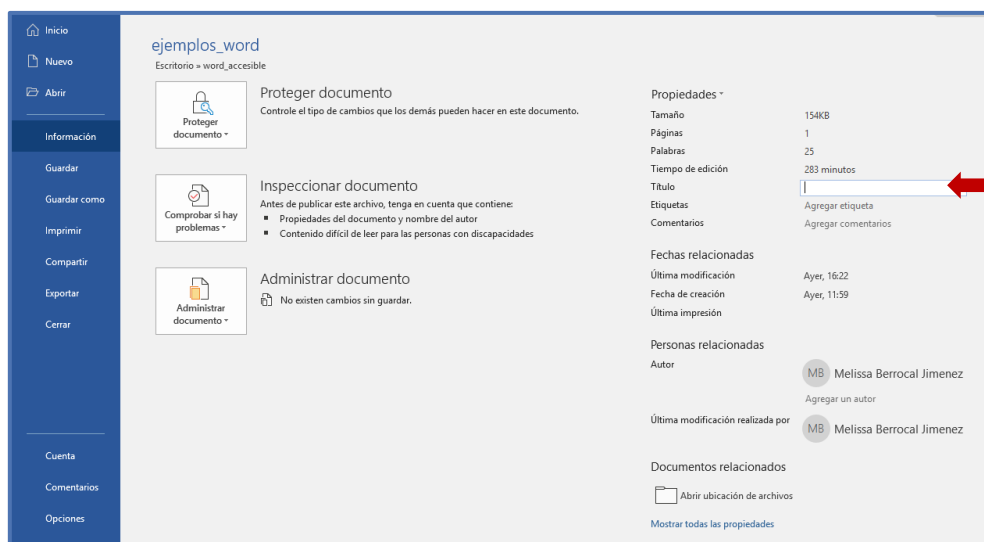 Inicio
Nuevo
Abrir
Información
Guardar
Guardar como
Imprimir
Compartir
Exportar
Cerrar
Cuenta
Comentarios
Opciones
ejemplos_word
Escritorio » word_accesible
Proteger
documento
Proteger documento
Controle el tipo de cambios que los demás pueden hacer en este documento.
Comprobar si hay
problemas
Inspeccionar documento
Antes de publicar este archivo, tenga en cuenta que contiene:
Propiedades del documento y nombre del autor
Contenido difícil de leer para las personas con discapacidades
Administrar
documento
Administrar documento
No existen cambios sin guardar.
Propiedades
Tamaño 154KB
Páginas 1
Palabras 25
Tiempo de edición 283 minutos
Título
Etiquetas Agregar etiqueta
Comentarios Agregar comentarios
Fechas relacionadas
Última modificación Ayer, 16:22
Fecha de creación Ayer, 11:59
Última impresión
Personas relacionadas
Autor
MB Melissa Berrocal Jimenez
Agregar un autor
Última modificación realizada por
MB Melissa Berrocal Jimenez
Documentos relacionados
Abrir ubicación de archivos
Mostrar todas las propiedades